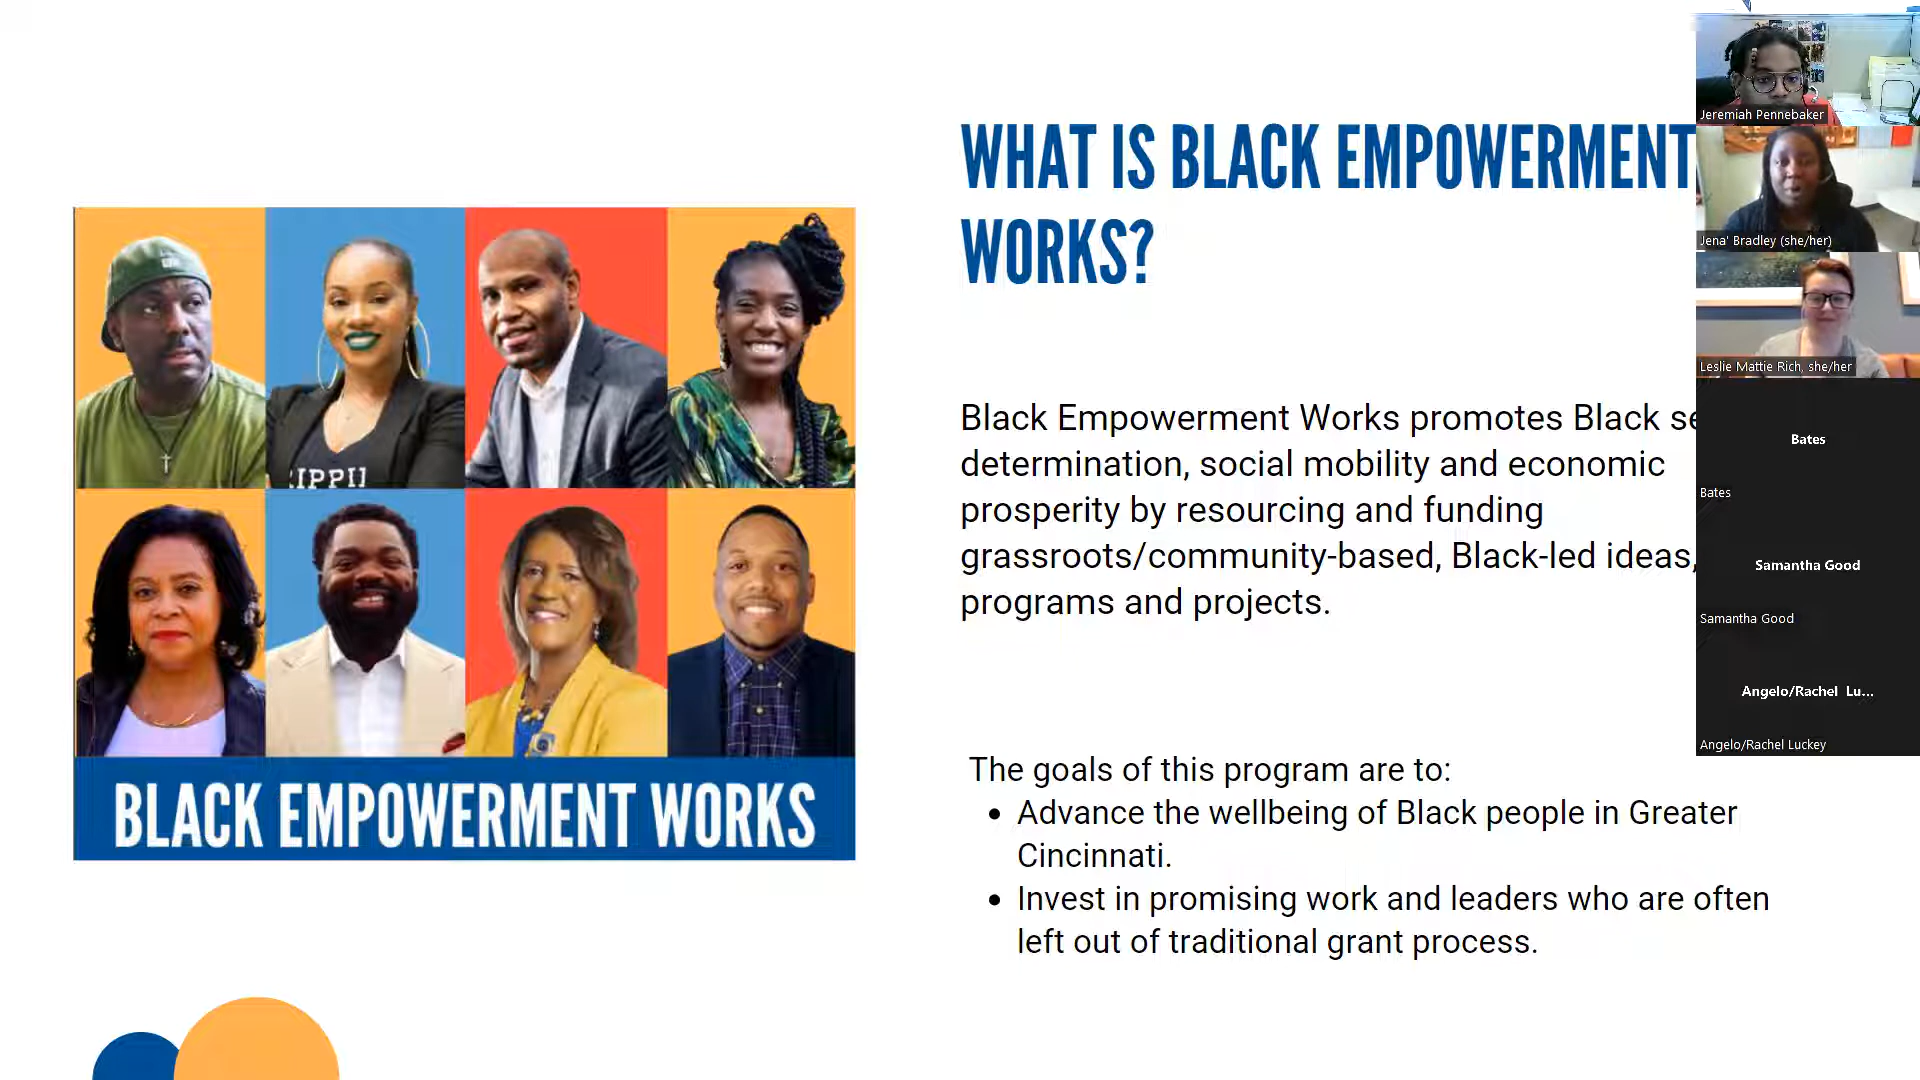 WHAT IS BLACK EMPOWERMENT
WORKS?
Black Empowerment Works promotes Black se
determination, social mobility and economic
prosperity by resourcing and funding
grassroots/community-based, Black-led ideas,
programs and projects.
The goals of this program are to:
• Advance the wellbeing of Black people in Greater
Cincinnati.
• Invest in promising work and leaders who are often
left out of traditional grant process.
BLACK EMPOWERMENT WORKS
Jeremiah Pennebaker
Jena' Bradley (she/her)
Leslie Mattie Rich, she/her
Bates
Bates
Samantha Good
Samantha Good
Angelo/Rachel Lu...
Angelo/Rachel Luckey